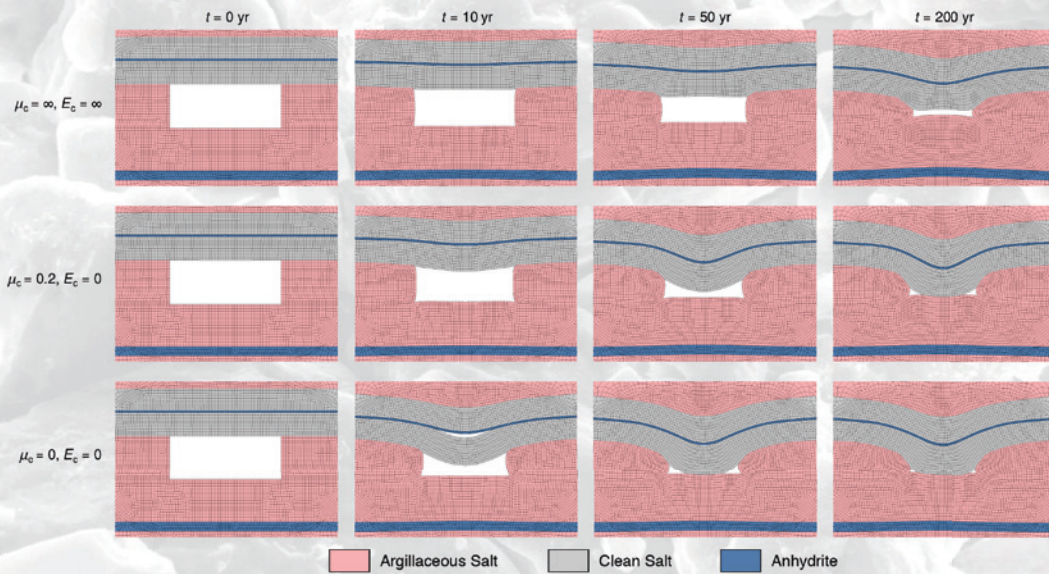 t = 0 yr
t = 10 yr
t = 50 yr
t = 200 yr
μc = ∞, Ec = ∞
μc = 0.2, Ec = 0
μc = 0, Ec = 0
Argillaceous Salt
Clean Salt
Anhydrite